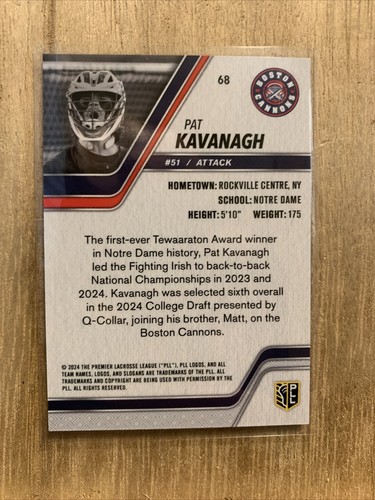 68
BOSTON
CANNONS
PAT
KAVANAGH
#51 / ATTACK
HOMETOWN: ROCKVILLE CENTRE, NY
SCHOOL: NOTRE DAME
HEIGHT: 5'10" WEIGHT: 175
The first-ever Tewaaraton Award winner
in Notre Dame history, Pat Kavanagh
led the Fighting Irish to back-to-back
National Championships in 2023 and
2024. Kavanagh was selected sixth overall
in the 2024 College Draft presented by
Q-Collar, joining his brother, Matt, on the
Boston Cannons.
© 2024 THE PREMIER LACROSSE LEAGUE ("PLL"). PLL LOGOS, AND ALL
TEAM NAMES, LOGOS, AND SLOGANS ARE TRADEMARKS OF THE PLL. ALL
TRADEMARKS AND COPYRIGHT ARE BEING USED WITH PERMISSION BY THE
PLL. ALL RIGHTS RESERVED.
PLL